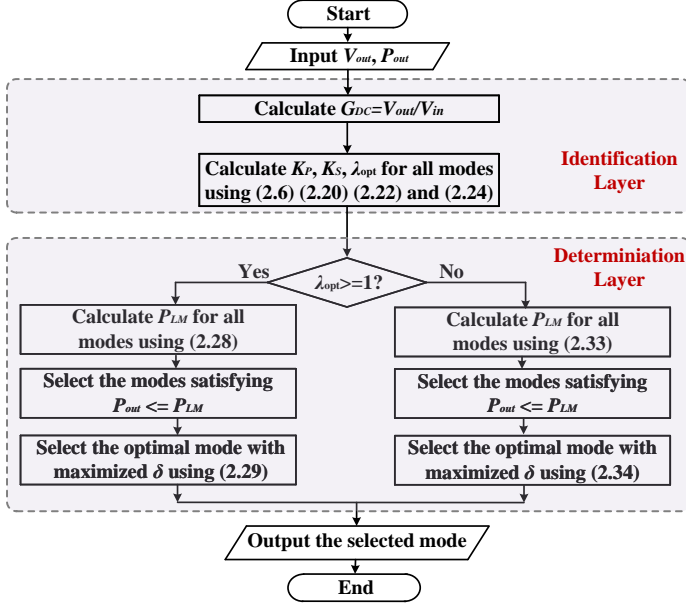 Start
Input Vout, Pout
Calculate GDC=Vout/Vin
Calculate KP, KS, λopt for all modes
using (2.6) (2.20) (2.22) and (2.24)
Identification
Layer
Determiniation
Layer
λopt>=1?
Yes
No
Calculate PLM for all
modes using (2.28)
Select the modes satisfying
Pout <= PLM
Select the optimal mode with
maximized δ using (2.29)
Calculate PLM for all
modes using (2.33)
Select the modes satisfying
Pout <= PLM
Select the optimal mode with
maximized δ using (2.34)
Output the selected mode
End